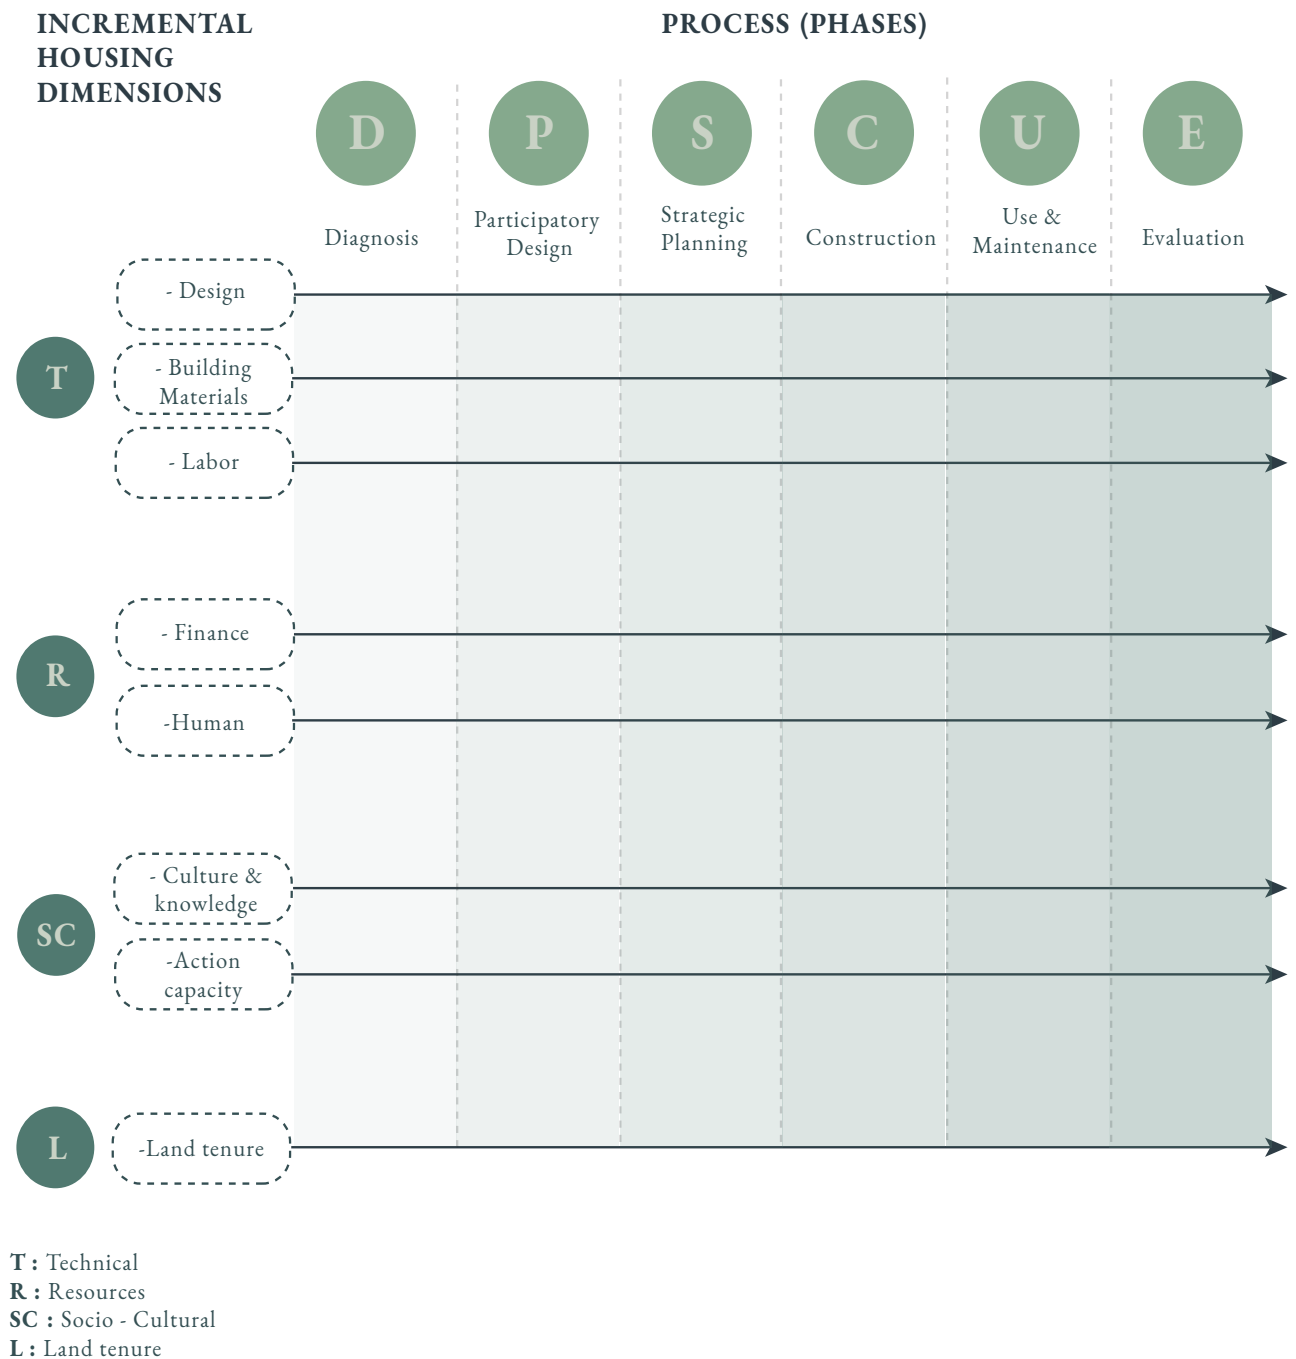 INCREMENTAL
HOUSING
DIMENSIONS
PROCESS (PHASES)
D
P
S
C
U
E
Diagnosis
Participatory
Design
Strategic
Planning
Construction
Use &
Maintenance
Evaluation
T
- Design
- Building
Materials
- Labor
R
- Finance
-Human
SC
- Culture &
knowledge
-Action
capacity
L
-Land tenure
T : Technical
R : Resources
SC : Socio - Cultural
L : Land tenure